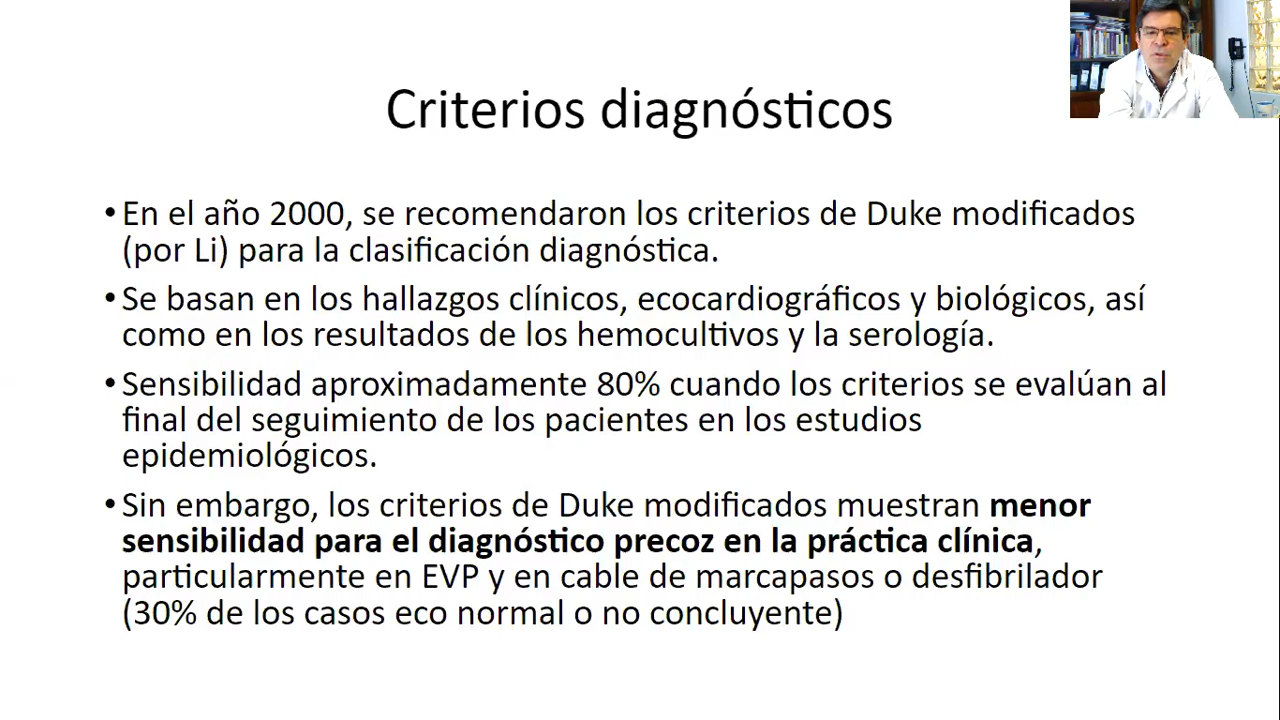 Criterios diagnósticos
• En el año 2000, se recomendaron los criterios de Duke modificados
(por Li) para la clasificación diagnóstica.
• Se basan en los hallazgos clínicos, ecocardiográficos y biológicos, así
como en los resultados de los hemocultivos y la serología.
• Sensibilidad aproximadamente 80% cuando los criterios se evalúan al
final del seguimiento de los pacientes en los estudios
epidemiológicos.
• Sin embargo, los criterios de Duke modificados muestran menor
sensibilidad para el diagnóstico precoz en la práctica clínica,
particularmente en EVP y en cable de marcapasos o desfibrilador
(30% de los casos eco normal o no concluyente)